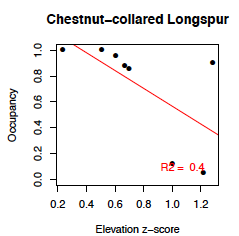 Chestnut-collared Longspur
Occupancy
1.0
0.8
0.6
0.4
0.2
0.0
R2 = 0.4
0.2 0.4 0.6 0.8 1.0 1.2
Elevation z-score